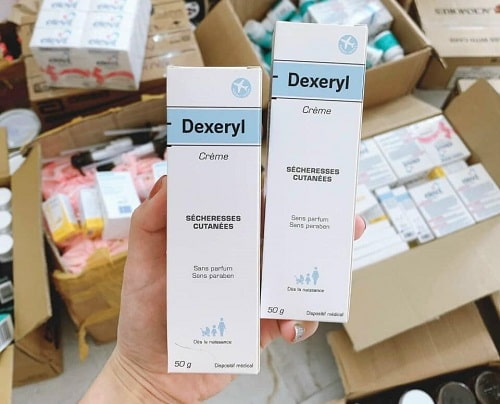 Dexeryl
Crème
SÉCHERESSES
CUTANÉES
Sans parfum
Sans paraben
Dès la naissance
50 g
Dispositif médical
Dexeryl
Crème
SÉCHERESSES
CUTANÉES
Sans parfum
Sans paraben
Dès la naissance
50 g
Dispositif médical